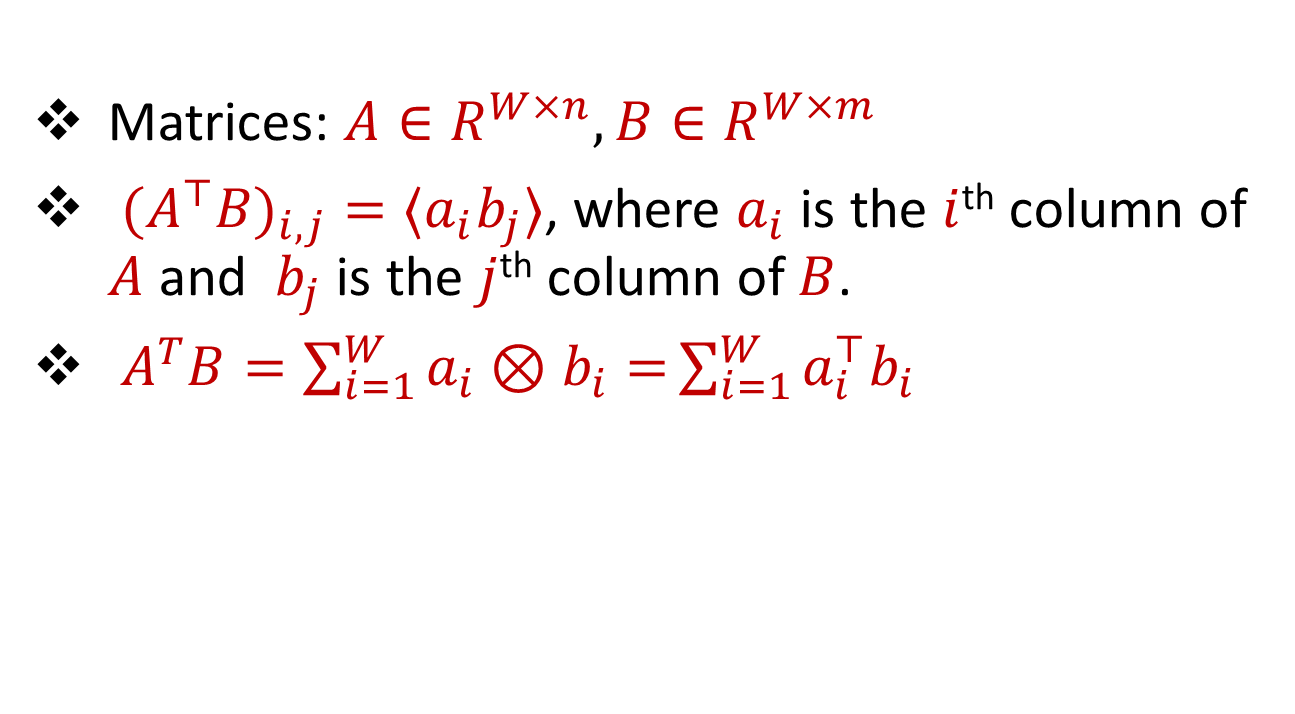 ❖ Matrices: A ∈ R^{W×n}, B ∈ R^{W×m}
❖ (A^⊤B)_{i,j} = ⟨a_i b_j⟩, where a_i is the i^{th} column of
A and b_j is the j^{th} column of B.
❖ A^T B = ∑_{i=1}^{W} a_i ⊗ b_i = ∑_{i=1}^{W} a_i^⊤ b_i